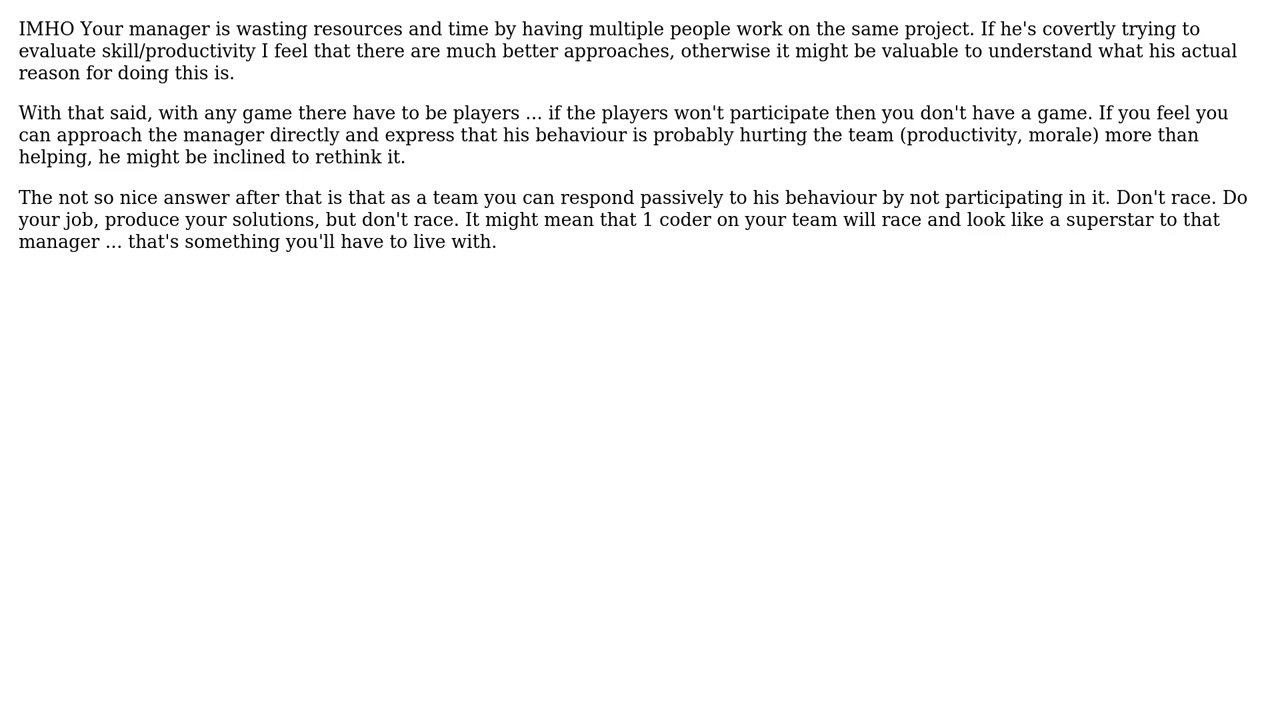 IMHO Your manager is wasting resources and time by having multiple people work on the same project. If he's covertly trying to
evaluate skill/productivity I feel that there are much better approaches, otherwise it might be valuable to understand what his actual
reason for doing this is.
With that said, with any game there have to be players ... if the players won't participate then you don't have a game. If you feel you
can approach the manager directly and express that his behaviour is probably hurting the team (productivity, morale) more than
helping, he might be inclined to rethink it.
The not so nice answer after that is that as a team you can respond passively to his behaviour by not participating in it. Don't race. Do
your job, produce your solutions, but don't race. It might mean that 1 coder on your team will race and look like a superstar to that
manager ... that's something you'll have to live with.